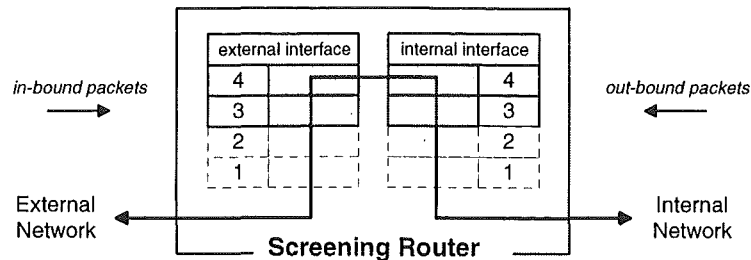 external interface
internal interface
4
4
in-bound packets
out-bound packets
3
3
2
2
1
1
External
Network
Internal
Network
Screening Router